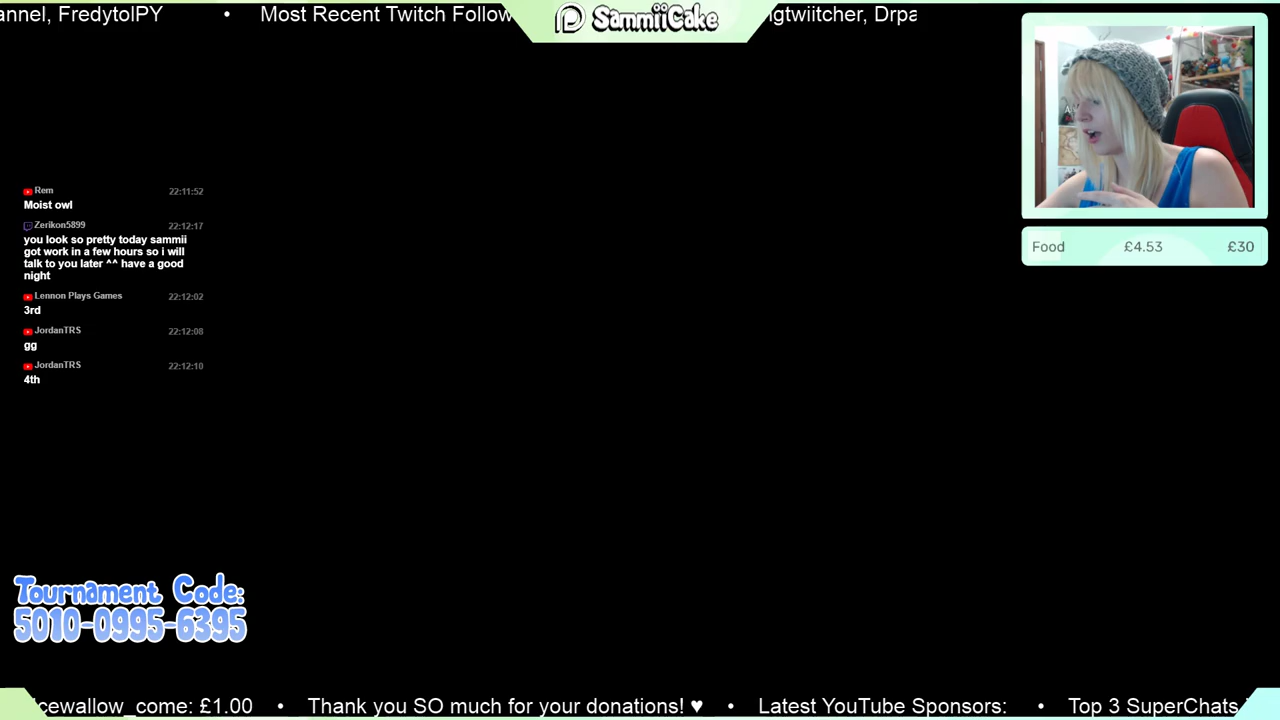 annel, FredytolPY • Most Recent Twitch Follow
SammiiCake
ngtwiitcher, Drpa
Rem 22:11:52
Moist owl
Zerikon5899 22:12:17
you look so pretty today sammii
got work in a few hours so i will
talk to you later ^^ have a good
night
Lennon Plays Games 22:12:02
3rd
JordanTRS 22:12:08
gg
JordanTRS 22:12:10
4th
Food £4.53 £30
Tournament Code:
5010-0995-6395
Icewallow_come: £1.00 • Thank you SO much for your donations! ♥ • Latest YouTube Sponsors: • Top 3 SuperChats